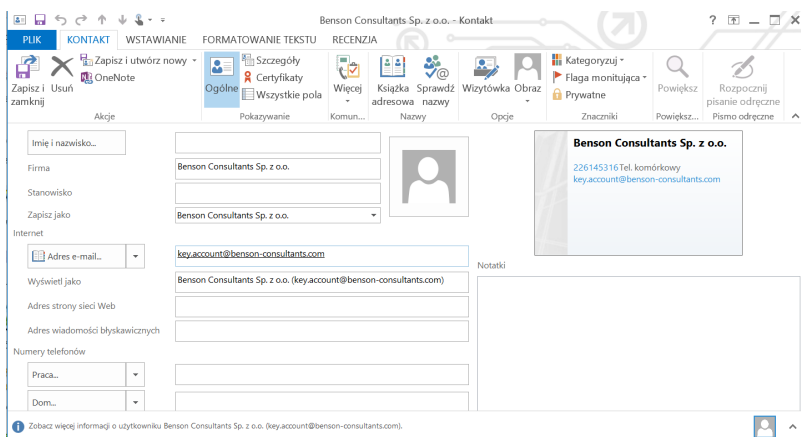 Benson Consultants Sp. z o.o. - Kontakt
PLIK KONTAKT WSTAWIANIE FORMATOWANIE TEKSTU RECENZJA
Zapisz i zamknij
Usuń
Zapisz i utwórz nowy
OneNote
Akcje
Ogólne
Szczegóły
Certyfikaty
Wszystkie pola
Pokazywanie
Więcej
Komun...
Książka adresowa
Sprawdź nazwy
Nazwy
Wizytówka
Obraz
Opcje
Kategoryzuj
Flaga monitująca
Prywatne
Znaczniki
Powiększ
Powiększ...
Rozpocznij pisanie odręczne
Pismo odręczne
Imię i nazwisko...
Firma Benson Consultants Sp. z o.o.
Stanowisko
Zapisz jako Benson Consultants Sp. z o.o.
Internet
Adres e-mail... key.account@benson-consultants.com
Wyświetl jako Benson Consultants Sp. z o.o. (key.account@benson-consultants.com)
Adres strony sieci Web
Adres wiadomości błyskawicznych
Numery telefonów
Praca...
Dom...
Benson Consultants Sp. z o.o.
226145316 Tel. komórkowy
key.account@benson-consultants.com
Notatki
Zobacz więcej informacji o użytkowniku Benson Consultants Sp. z o.o. (key.account@benson-consultants.com).